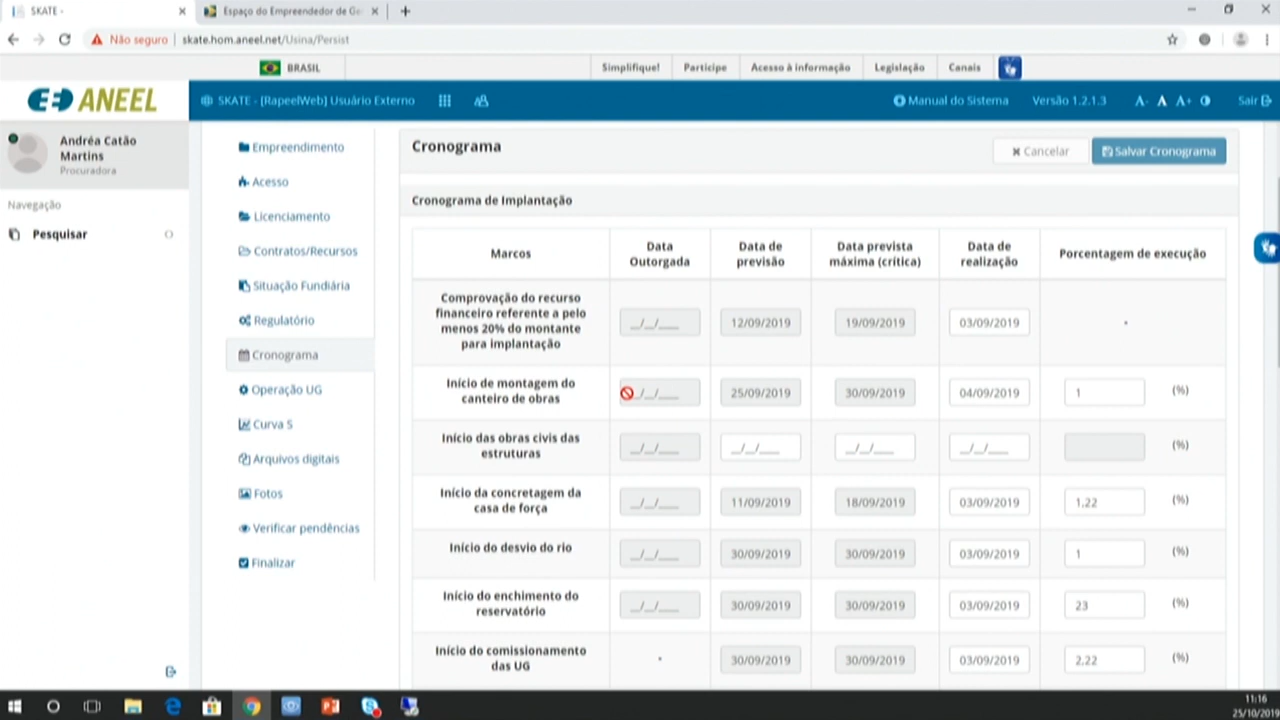 SKATE -
Espaço do Empreendedor de Ge
Não seguro
skate.hom.aneel.net/Usina/Persist
BRASIL
Simplifique!
Participe
Acesso à informação
Legislação
Canais
ANEEL
SKATE - [RapeelWeb] Usuário Externo
Manual do Sistema
Versão 1.2.1.3
A-
A
A+
Sair
Andréa Catão
Martins
Procuradora
Navegação
Pesquisar
Empreendimento
Acesso
Licenciamento
Contratos/Recursos
Situação Fundiária
Regulatório
Cronograma
Operação UG
Curva S
Arquivos digitais
Fotos
Verificar pendências
Finalizar
Cronograma
Cancelar
Salvar Cronograma
Cronograma de Implantação
Marcos
Data
Outorgada
Data de
previsão
Data prevista
máxima (crítica)
Data de
realização
Porcentagem de execução
Comprovação do recurso
financeiro referente a pelo
menos 20% do montante
para implantação
_/_/___
12/09/2019
19/09/2019
03/09/2019
-
Início de montagem do
canteiro de obras
_/_/___
25/09/2019
30/09/2019
04/09/2019
1
(%)
Início das obras civis das
estruturas
_/_/___
_/_/___
_/_/___
_/_/___
(%)
Início da concretagem da
casa de força
_/_/___
11/09/2019
18/09/2019
03/09/2019
1,22
(%)
Início do desvio do rio
_/_/___
30/09/2019
30/09/2019
03/09/2019
1
(%)
Início do enchimento do
reservatório
_/_/___
30/09/2019
30/09/2019
03/09/2019
23
(%)
Início do comissionamento
das UG
-
30/09/2019
30/09/2019
03/09/2019
2,22
(%)
11:16
25/10/2019